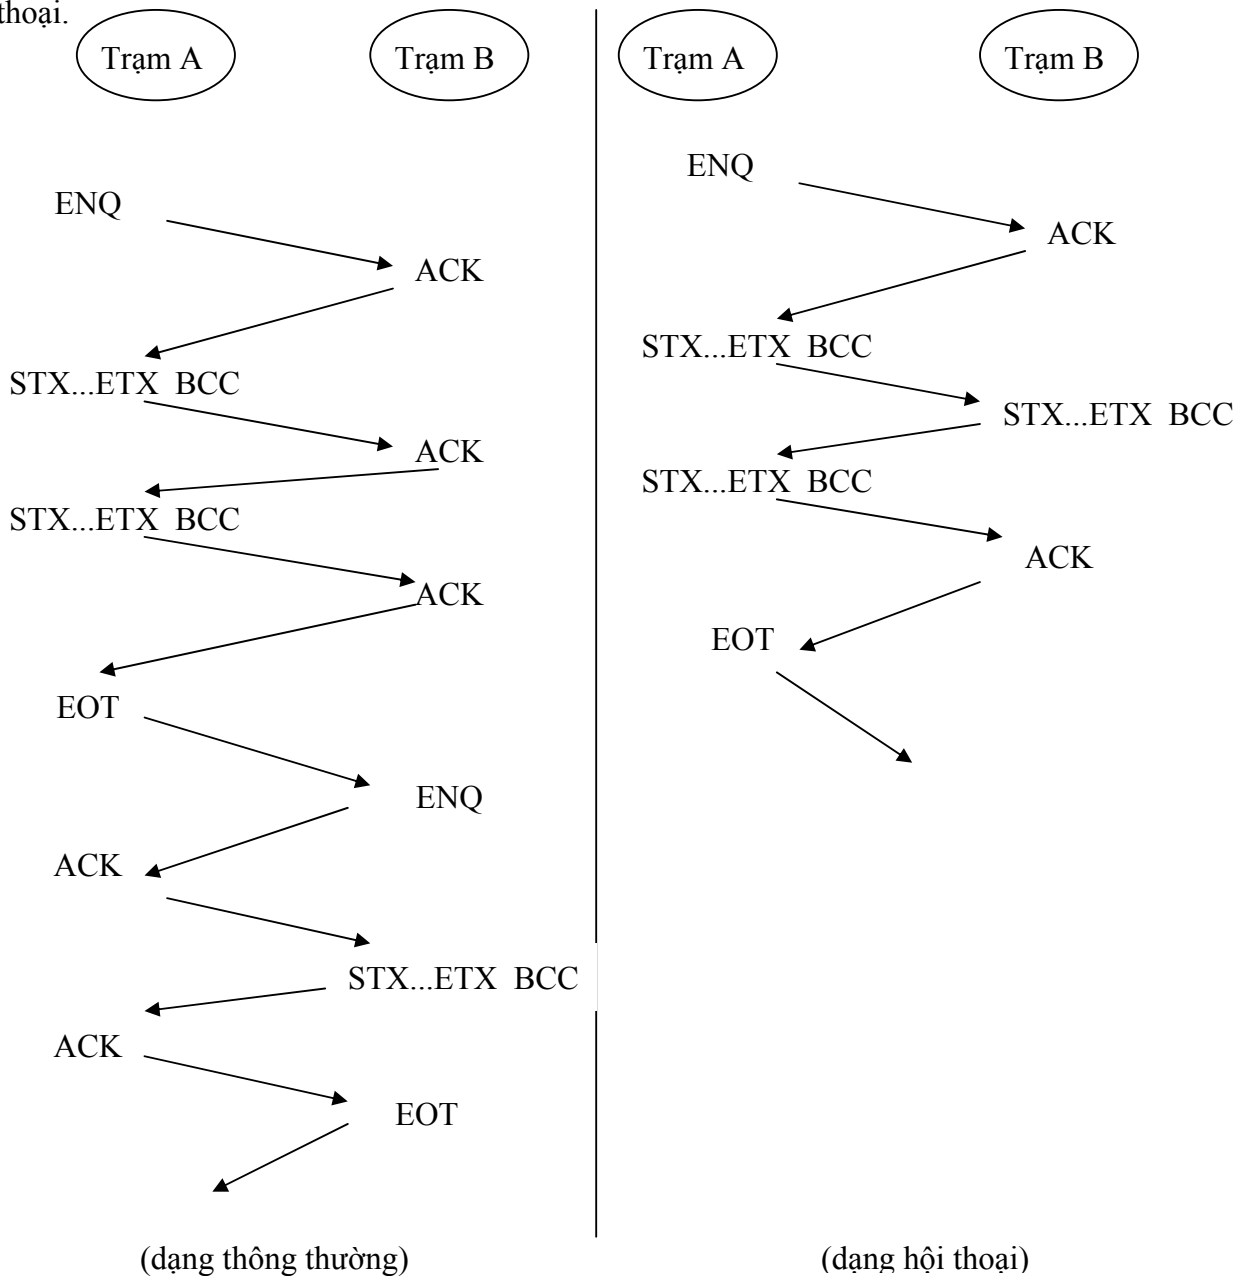 thoại.
Trạm A
Trạm B
ENQ
ACK
STX...ETX BCC
ACK
STX...ETX BCC
ACK
EOT
ENQ
ACK
STX...ETX BCC
ACK
EOT
(dạng thông thường)
Trạm A
Trạm B
ENQ
ACK
STX...ETX BCC
STX...ETX BCC
STX...ETX BCC
ACK
EOT
(dạng hội thoại)